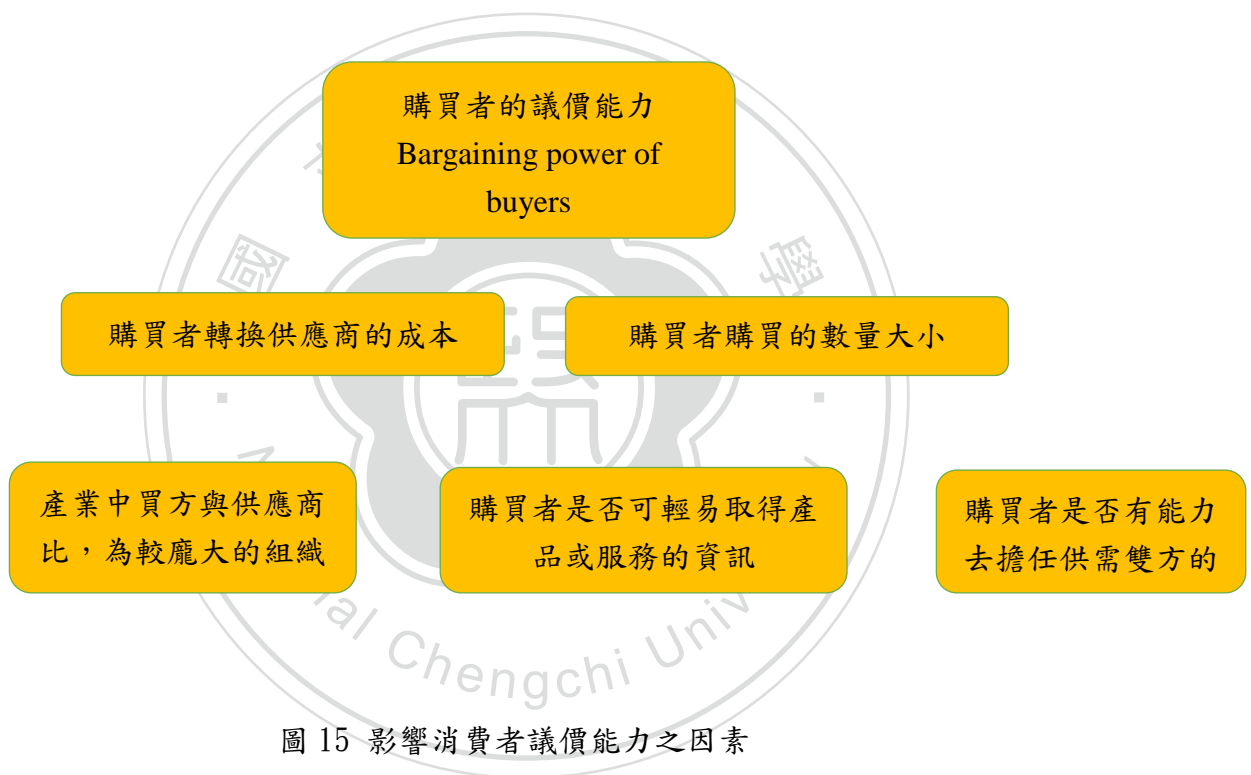 購買者的議價能力
Bargaining power of
buyers
國
學
購買者轉換供應商的成本
購買者購買的數量大小
產業中買方與供應商
比，為較龐大的組織
購買者是否可輕易取得產
品或服務的資訊
購買者是否有能力
去擔任供需雙方的
Chengchi
圖 15 影響消費者議價能力之因素